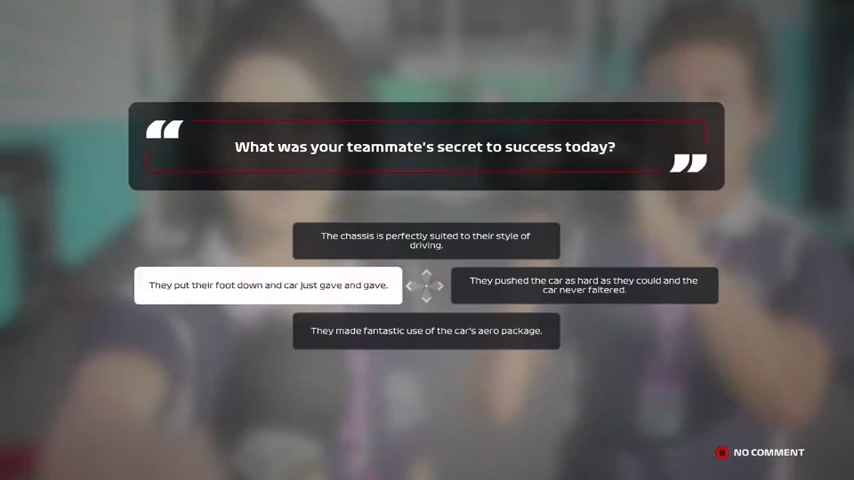 What was your teammate's secret to success today?
The chassis is perfectly suited to their style of
driving.
They put their foot down and car just gave and gave.
They pushed the car as hard as they could and the
car never faltered.
They made fantastic use of the car's aero package.
NO COMMENT